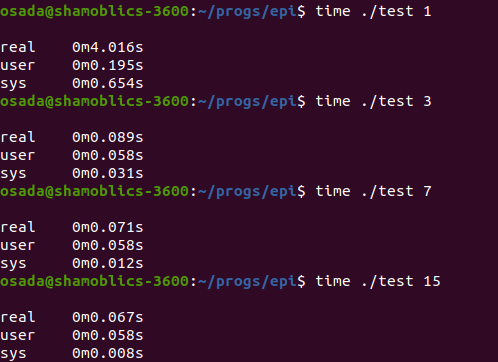 osada@shamoblics-3600:~/progs/epi$ time ./test 1
real 0m4.016s
user 0m0.195s
sys 0m0.654s
osada@shamoblics-3600:~/progs/epi$ time ./test 3
real 0m0.089s
user 0m0.058s
sys 0m0.031s
osada@shamoblics-3600:~/progs/epi$ time ./test 7
real 0m0.071s
user 0m0.058s
sys 0m0.012s
osada@shamoblics-3600:~/progs/epi$ time ./test 15
real 0m0.067s
user 0m0.058s
sys 0m0.008s